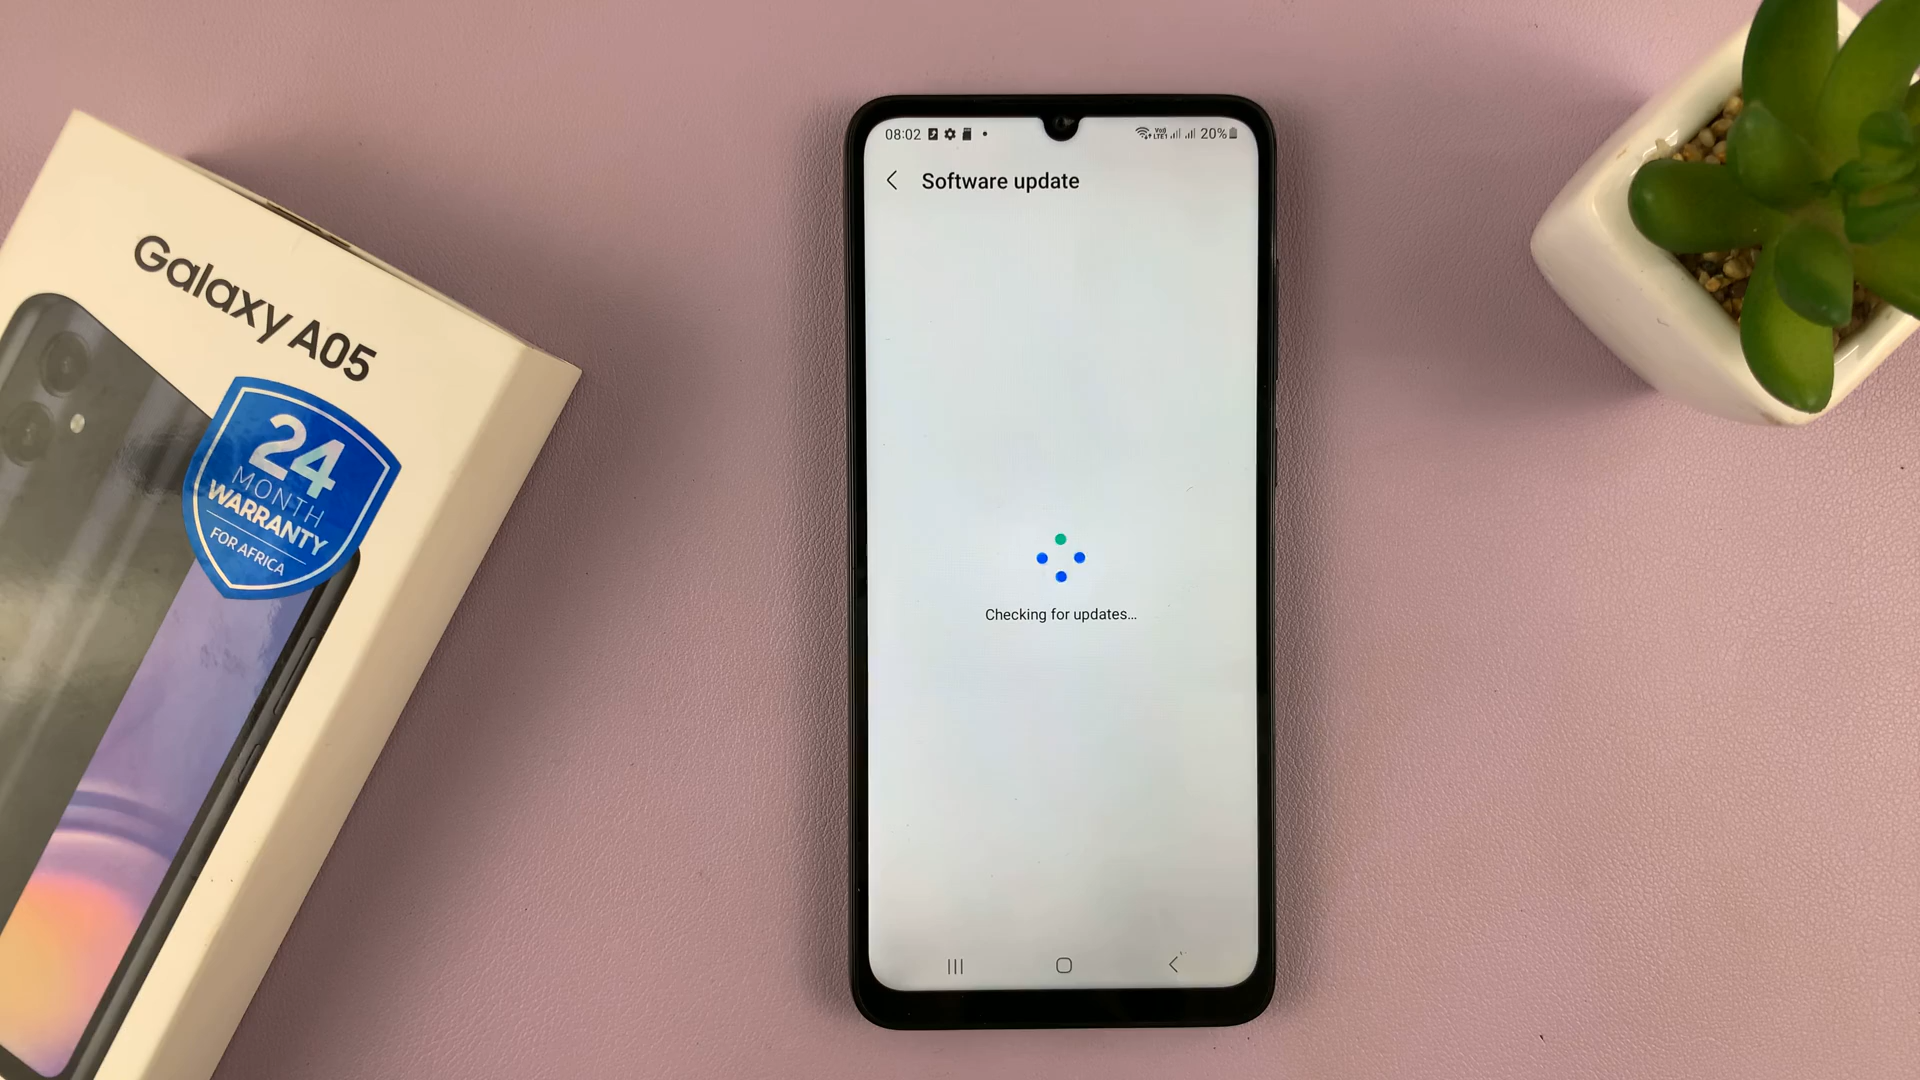 Galaxy A05
24
MONTH
WARRANTY
FOR AFRICA
08:02
20%
Software update
Checking for updates...